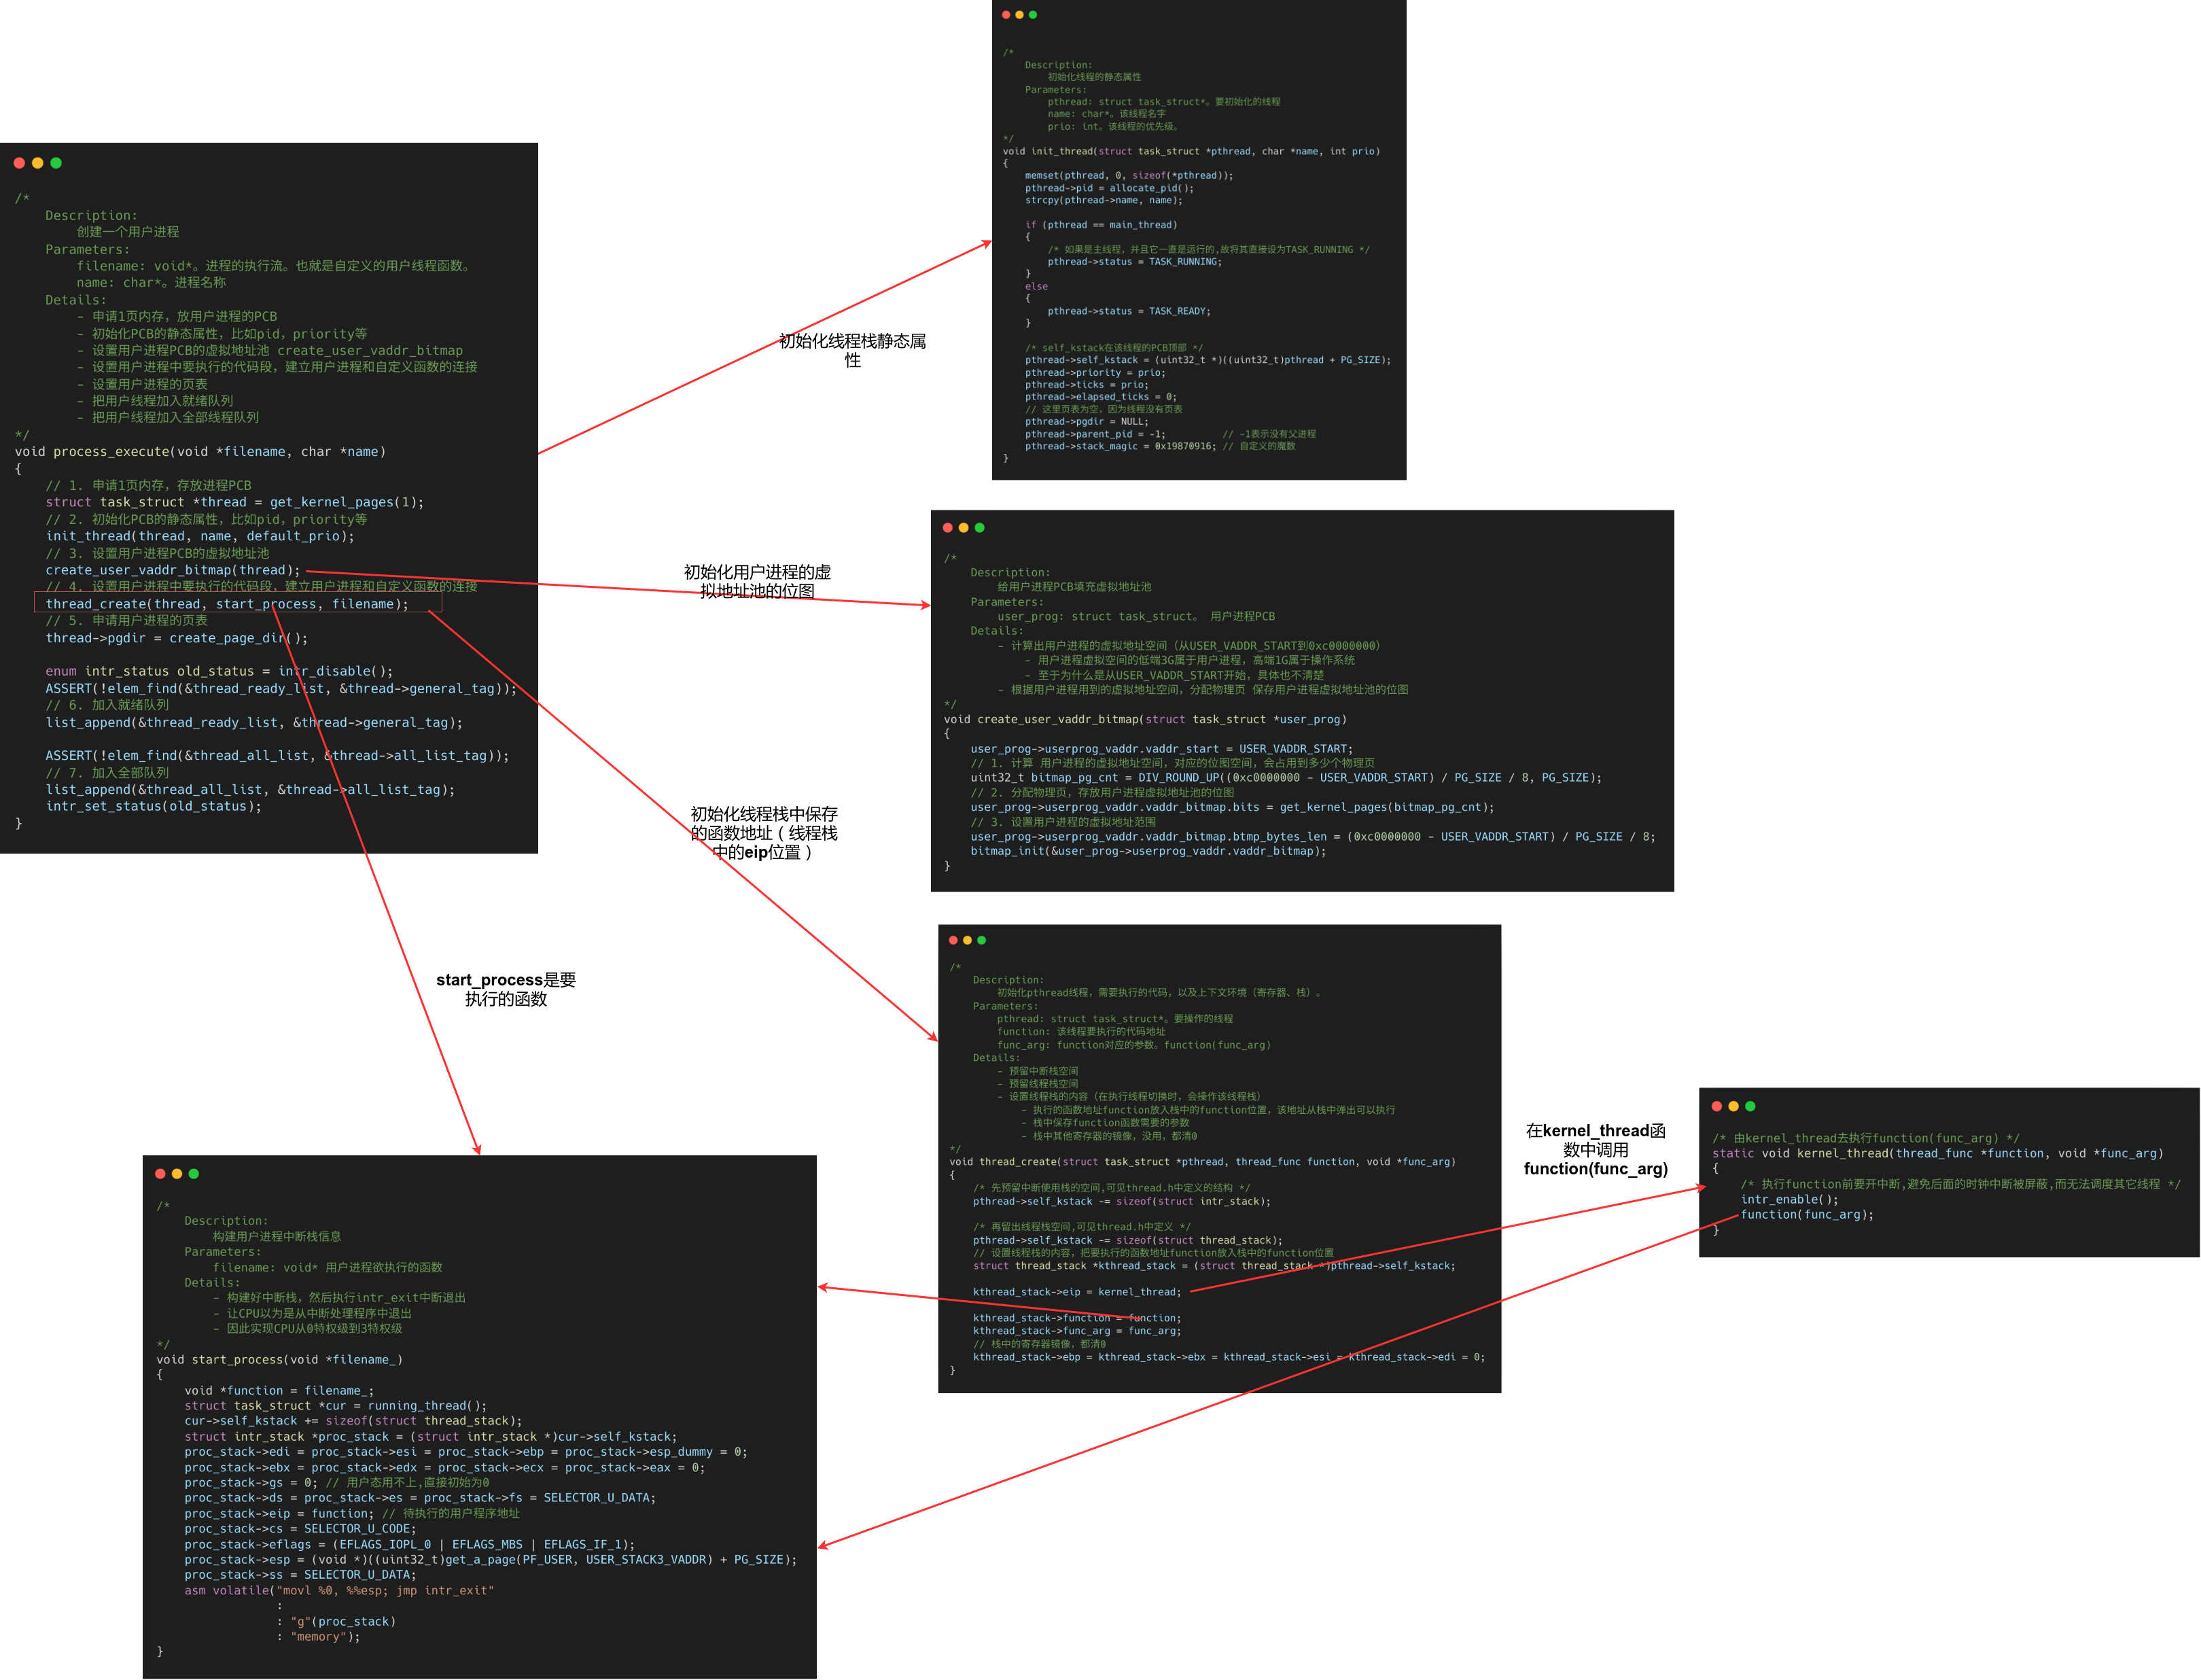 /*
    Description:
        创建一个用户进程
    Parameters:
        filename: void*。进程的执行流。也就是自定义的用户线程函数。
        name: char*。进程名称
    Details:
        - 申请1页内存，放用户进程的PCB
        - 初始化PCB的静态属性，比如pid，priority等
        - 设置用户进程PCB的虚拟地址池 create_user_vaddr_bitmap
        - 设置用户进程中要执行的代码段，建立用户进程和自定义函数的连接
        - 设置用户进程的页表
        - 把用户线程加入就绪队列
        - 把用户线程加入全部线程队列
*/
void process_execute(void *filename, char *name)
{
    // 1. 申请1页内存，存放进程PCB
    struct task_struct *thread = get_kernel_pages(1);
    // 2. 初始化PCB的静态属性，比如pid，priority等
    init_thread(thread, name, default_prio);
    // 3. 设置用户进程PCB的虚拟地址池
    create_user_vaddr_bitmap(thread);
    // 4. 设置用户进程中要执行的代码段，建立用户进程和自定义函数的连接
    thread_create(thread, start_process, filename);
    // 5. 申请用户进程的页表
    thread->pgdir = create_page_dir();

    enum intr_status old_status = intr_disable();
    ASSERT(!elem_find(&thread_ready_list, &thread->general_tag));
    // 6. 加入就绪队列
    list_append(&thread_ready_list, &thread->general_tag);

    ASSERT(!elem_find(&thread_all_list, &thread->all_list_tag));
    // 7. 加入全部队列
    list_append(&thread_all_list, &thread->all_list_tag);
    intr_set_status(old_status);
}
初始化线程栈静态属
性
/*
    Description:
        初始化线程的静态属性
    Parameters:
        pthread: struct task_struct*。要初始化的线程
        name: char*。该线程名字
        prio: int。该线程的优先级。
*/
void init_thread(struct task_struct *pthread, char *name, int prio)
{
    memset(pthread, 0, sizeof(*pthread));
    pthread->pid = allocate_pid();
    strcpy(pthread->name, name);

    if (pthread == main_thread)
    {
        /* 如果是主线程，并且它一直是运行的,故将其直接设为TASK_RUNNING */
        pthread->status = TASK_RUNNING;
    }
    else
    {
        pthread->status = TASK_READY;
    }

    /* self_kstack在该线程的PCB顶部 */
    pthread->self_kstack = (uint32_t *)((uint32_t)pthread + PG_SIZE);
    pthread->priority = prio;
    pthread->ticks = prio;
    pthread->elapsed_ticks = 0;
    // 这里页表为空，因为线程没有页表
    pthread->pgdir = NULL;
    pthread->parent_pid = -1;          // -1表示没有父进程
    pthread->stack_magic = 0x19870916; // 自定义的魔数
}
初始化用户进程的虚
拟地址池的位图
/*
    Description:
        给用户进程PCB填充虚拟地址池
    Parameters:
        user_prog: struct task_struct。 用户进程PCB
    Details:
        - 计算出用户进程的虚拟地址空间（从USER_VADDR_START到0xc0000000）
            - 用户进程虚拟空间的低端3G属于用户进程，高端1G属于操作系统
            - 至于为什么是从USER_VADDR_START开始，具体也不清楚
        - 根据用户进程用到的虚拟地址空间，分配物理页 保存用户进程虚拟地址池的位图
*/
void create_user_vaddr_bitmap(struct task_struct *user_prog)
{
    user_prog->userprog_vaddr.vaddr_start = USER_VADDR_START;
    // 1. 计算 用户进程的虚拟地址空间，对应的位图空间，会占用到多少个物理页
    uint32_t bitmap_pg_cnt = DIV_ROUND_UP((0xc0000000 - USER_VADDR_START) / PG_SIZE / 8, PG_SIZE);
    // 2. 分配物理页，存放用户进程虚拟地址池的位图
    user_prog->userprog_vaddr.vaddr_bitmap.bits = get_kernel_pages(bitmap_pg_cnt);
    // 3. 设置用户进程的虚拟地址范围
    user_prog->userprog_vaddr.vaddr_bitmap.btmp_bytes_len = (0xc0000000 - USER_VADDR_START) / PG_SIZE / 8;
    bitmap_init(&user_prog->userprog_vaddr.vaddr_bitmap);
}
初始化线程栈中保存
的函数地址（线程栈
中的eip位置）
/*
    Description:
        初始化pthread线程，需要执行的代码，以及上下文环境（寄存器、栈）。
    Parameters:
        pthread: struct task_struct*。要操作的线程
        function: 该线程要执行的代码地址
        func_arg: function对应的参数。function(func_arg)
    Details:
        - 预留中断栈空间
        - 预留线程栈空间
        - 设置线程栈的内容（在执行线程切换时，会操作该线程栈）
            - 执行的函数地址function放入栈中的function位置，该地址从栈中弹出可以执行
            - 栈中保存function函数需要的参数
            - 栈中其他寄存器的镜像，没用，都清0
*/
void thread_create(struct task_struct *pthread, thread_func function, void *func_arg)
{
    /* 先预留中断使用栈的空间,可见thread.h中定义的结构 */
    pthread->self_kstack -= sizeof(struct intr_stack);

    /* 再留出线程栈空间,可见thread.h中定义 */
    pthread->self_kstack -= sizeof(struct thread_stack);
    // 设置线程栈的内容，把要执行的函数地址function放入栈中的function位置
    struct thread_stack *kthread_stack = (struct thread_stack *)pthread->self_kstack;

    kthread_stack->eip = kernel_thread;

    kthread_stack->function = function;
    kthread_stack->func_arg = func_arg;
    // 栈中的寄存器镜像，都清0
    kthread_stack->ebp = kthread_stack->ebx = kthread_stack->esi = kthread_stack->edi = 0;
}
在kernel_thread函
数中调用
function(func_arg)
/* 由kernel_thread去执行function(func_arg) */
static void kernel_thread(thread_func *function, void *func_arg)
{
    /* 执行function前要开中断,避免后面的时钟中断被屏蔽,而无法调度其它线程 */
    intr_enable();
    function(func_arg);
}
start_process是要
执行的函数
/*
    Description:
        构建用户进程中断栈信息
    Parameters:
        filename: void* 用户进程欲执行的函数
    Details:
        - 构建好中断栈，然后执行intr_exit中断退出
        - 让CPU以为是从中断处理程序中退出
        - 因此实现CPU从0特权级到3特权级
*/
void start_process(void *filename_)
{
    void *function = filename_;
    struct task_struct *cur = running_thread();
    cur->self_kstack += sizeof(struct thread_stack);
    struct intr_stack *proc_stack = (struct intr_stack *)cur->self_kstack;
    proc_stack->edi = proc_stack->esi = proc_stack->ebp = proc_stack->esp_dummy = 0;
    proc_stack->ebx = proc_stack->edx = proc_stack->ecx = proc_stack->eax = 0;
    proc_stack->gs = 0; // 用户态用不上,直接初始为0
    proc_stack->ds = proc_stack->es = proc_stack->fs = SELECTOR_U_DATA;
    proc_stack->eip = function; // 待执行的用户程序地址
    proc_stack->cs = SELECTOR_U_CODE;
    proc_stack->eflags = (EFLAGS_IOPL_0 | EFLAGS_MBS | EFLAGS_IF_1);
    proc_stack->esp = (void *)((uint32_t)get_a_page(PF_USER, USER_STACK3_VADDR) + PG_SIZE);
    proc_stack->ss = SELECTOR_U_DATA;
    asm volatile("movl %0, %%esp; jmp intr_exit"
                 :
                 : "g"(proc_stack)
                 : "memory");
}